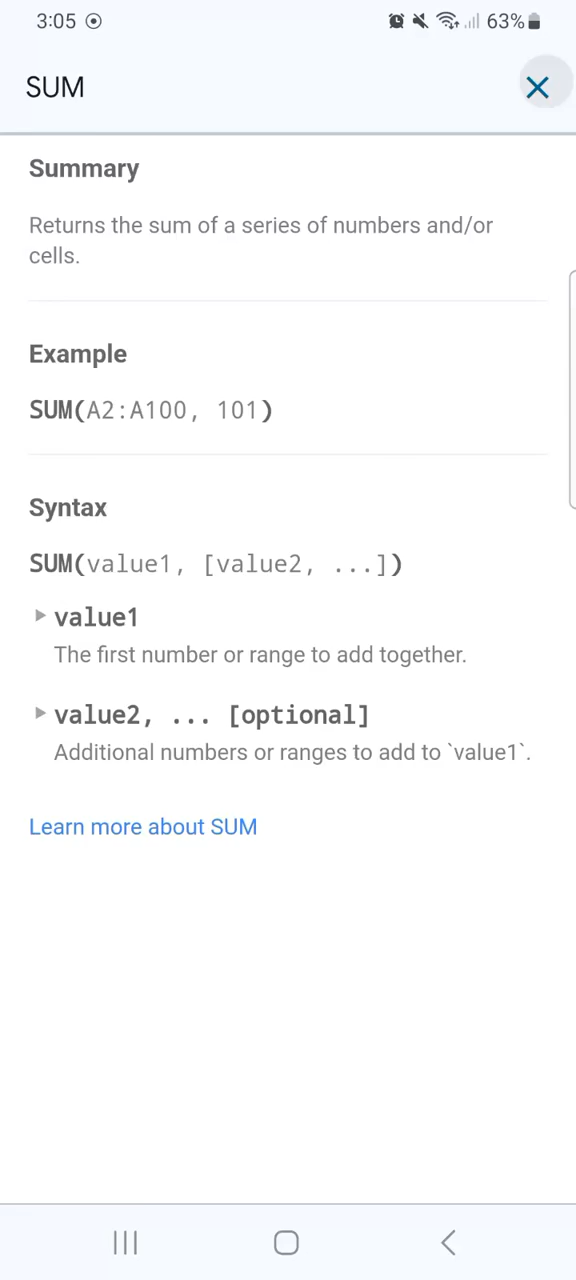 3:05
63%
SUM
Summary
Returns the sum of a series of numbers and/or
cells.
Example
SUM(A2:A100, 101)
Syntax
SUM(value1, [value2, ...])
value1
The first number or range to add together.
value2, ... [optional]
Additional numbers or ranges to add to `value1`.
Learn more about SUM